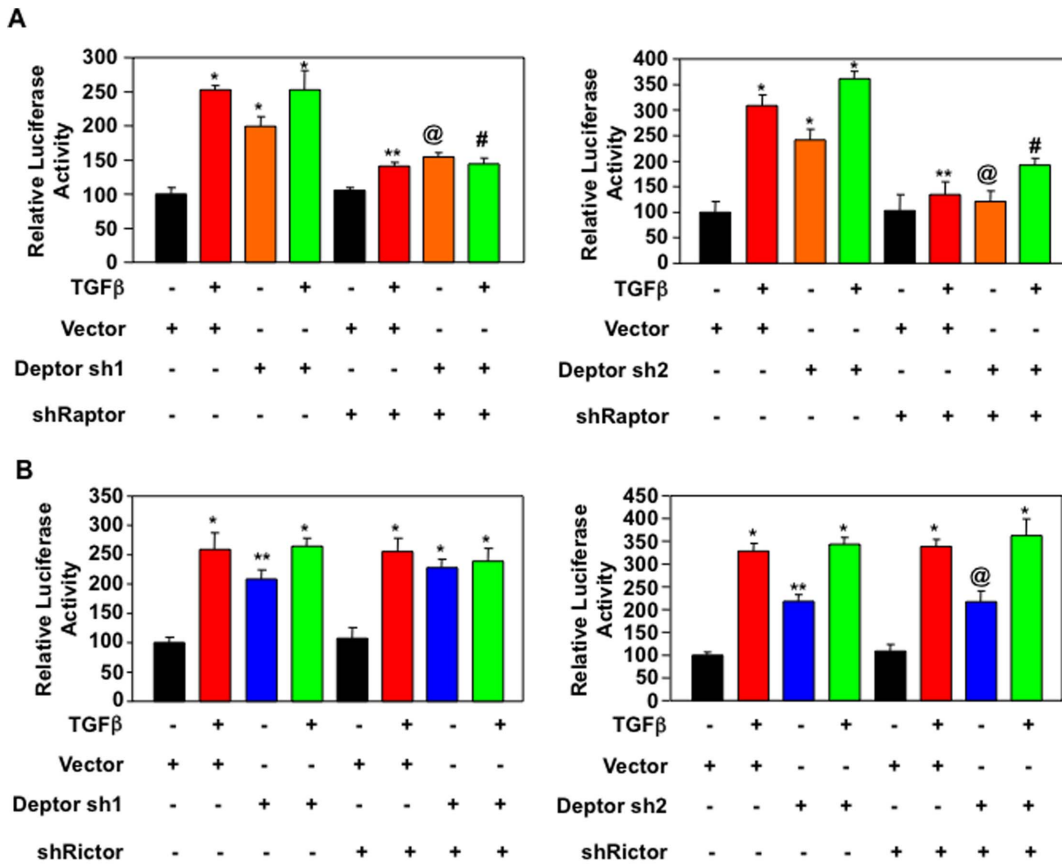 A
Relative Luciferase
Activity
300
250
200
150
100
50
0
* * * ** @ #
TGFβ - + - + - + - +
Vector + + - - + + - -
Deptor sh1 - - + + - - + +
shRaptor - - - - + + + +
Relative Luciferase
Activity
400
350
300
250
200
150
100
50
0
* * * ** @ #
TGFβ - + - + - + - +
Vector + + - - + + - -
Deptor sh2 - - + + - - + +
shRaptor - - - - + + + +
B
Relative Luciferase
Activity
350
300
250
200
150
100
50
0
* ** * * * *
TGFβ - + - + - + - +
Vector + + - - + + - -
Deptor sh1 - - + + - - + +
shRictor - - - - + + + +
Relative Luciferase
Activity
450
400
350
300
250
200
150
100
50
0
* ** * * @ *
TGFβ - + - + - + - +
Vector + + - - + + - -
Deptor sh2 - - + + - - + +
shRictor - - - - + + + +